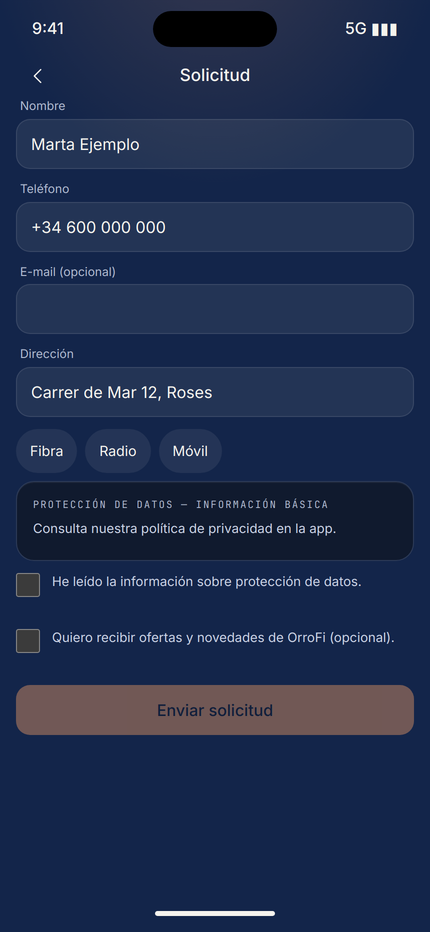 9:41
5G
Solicitud
Nombre
Marta Ejemplo
Teléfono
+34 600 000 000
E-mail (opcional)
Dirección
Carrer de Mar 12, Roses
Fibra Radio Móvil
PROTECCIÓN DE DATOS — INFORMACIÓN BÁSICA
Consulta nuestra política de privacidad en la app.
He leído la información sobre protección de datos.
Quiero recibir ofertas y novedades de OrroFi (opcional).
Enviar solicitud